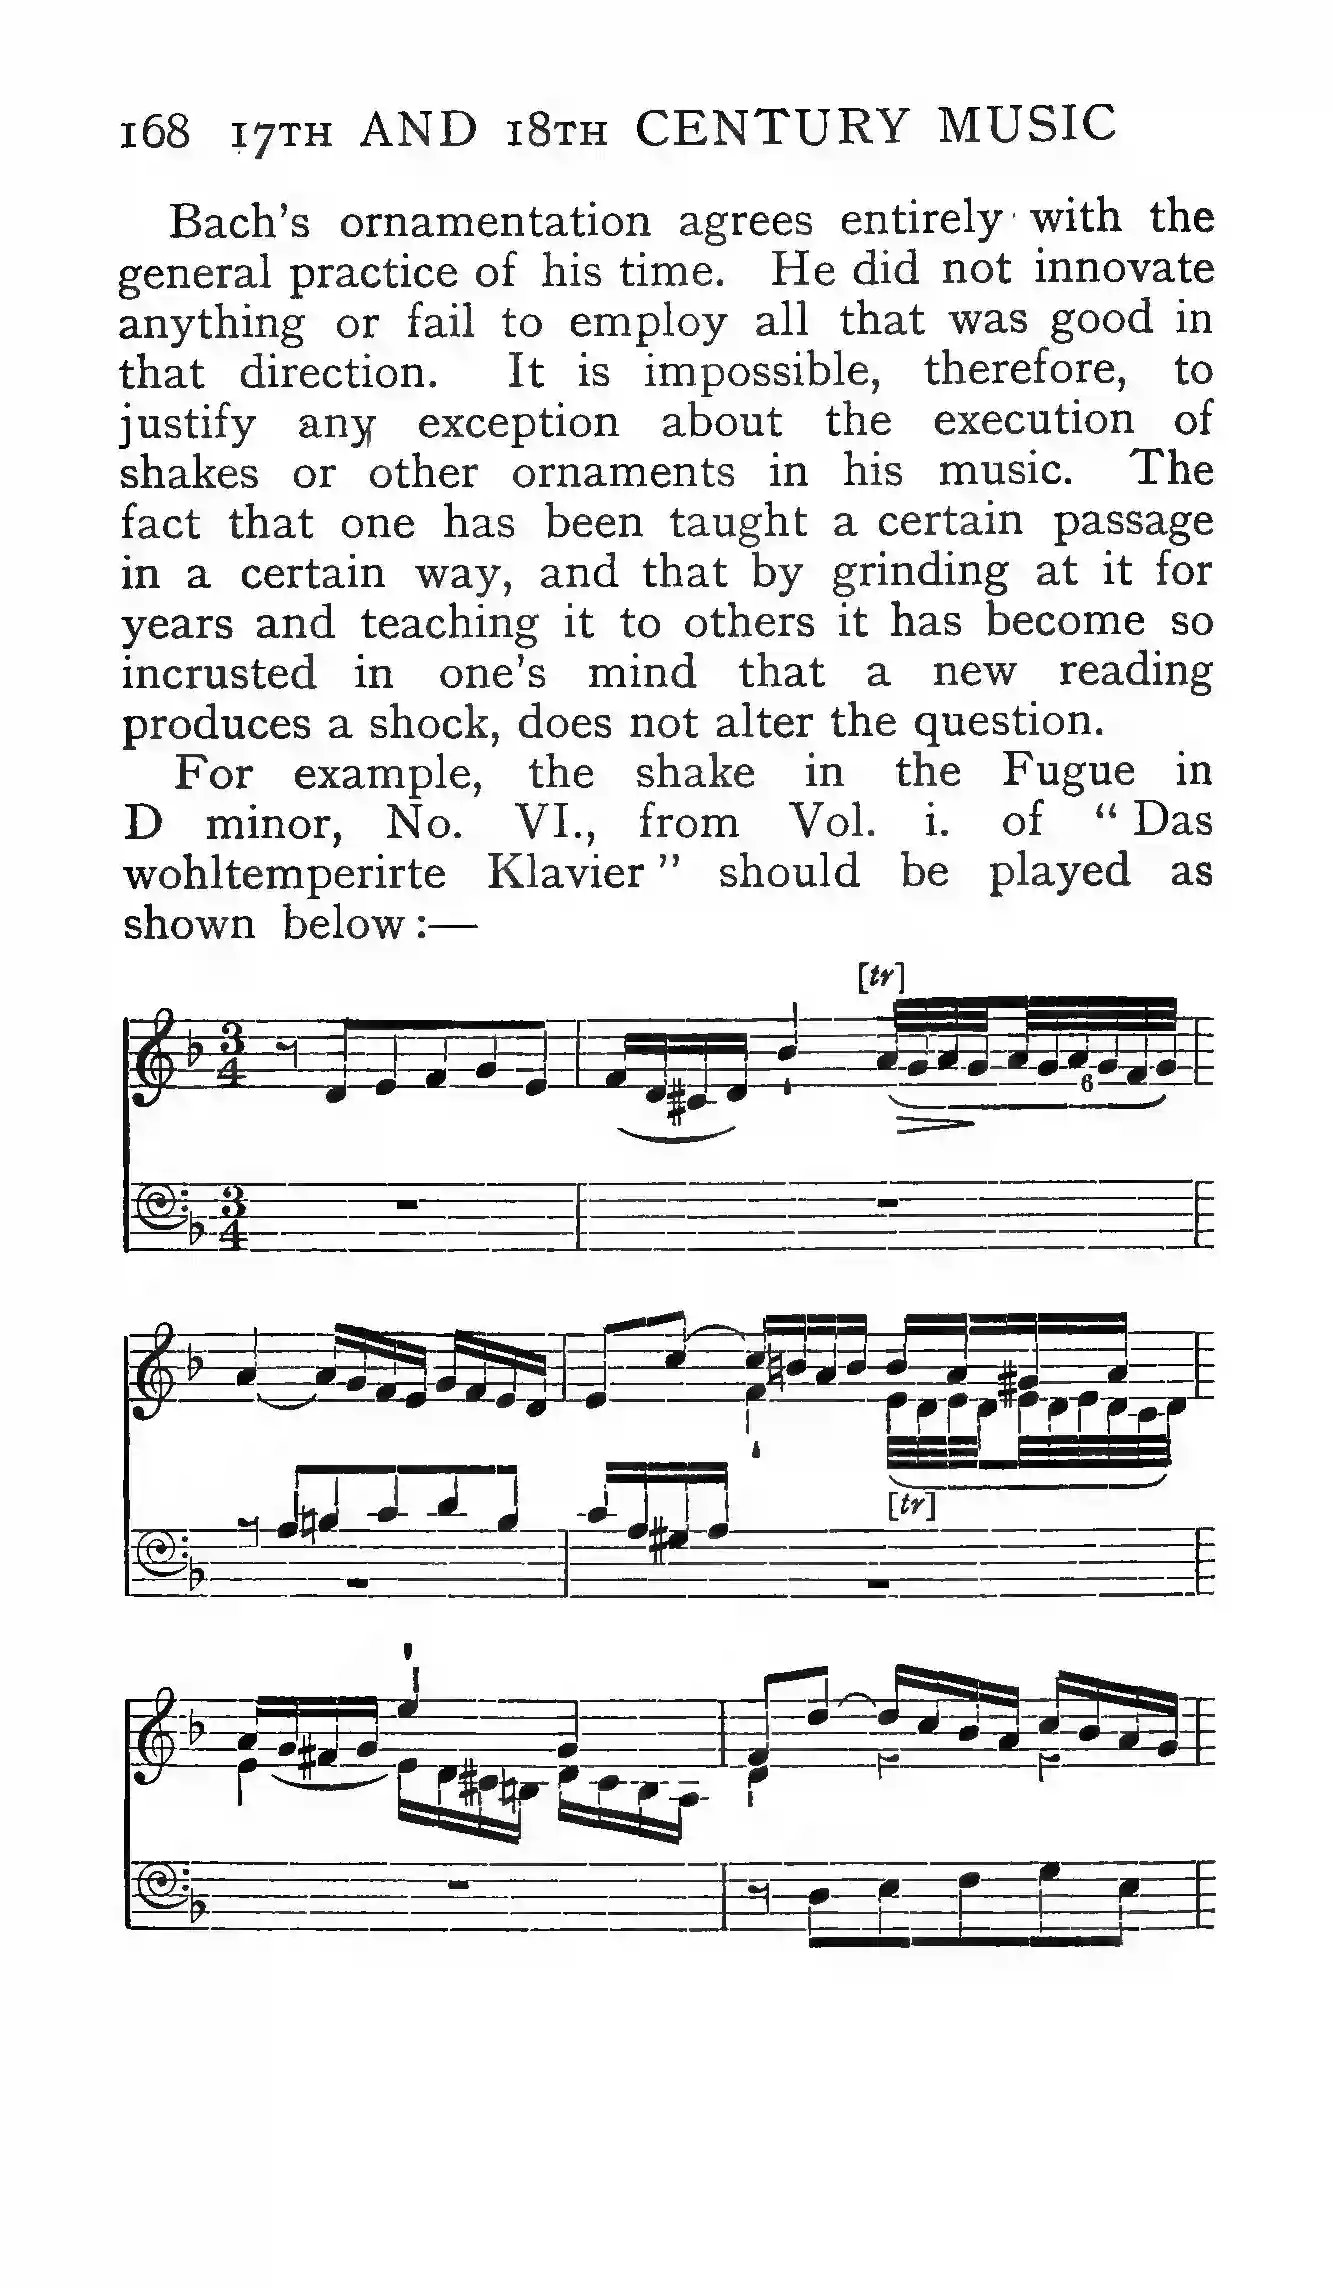 168 17TH AND 18TH CENTURY MUSIC
Bach's ornamentation agrees entirely with the
general practice of his time. He did not innovate
anything or fail to employ all that was good in
that direction. It is impossible, therefore, to
justify any exception about the execution of
shakes or other ornaments in his music. The
fact that one has been taught a certain passage
in a certain way, and that by grinding at it for
years and teaching it to others it has become so
incrusted in one's mind that a new reading
produces a shock, does not alter the question.
For example, the shake in the Fugue in
D minor, No. VI., from Vol. i. of “ Das
wohltemperirte Klavier ” should be played as
shown below :—
[tr]
3
4
6
3
4
[tr]